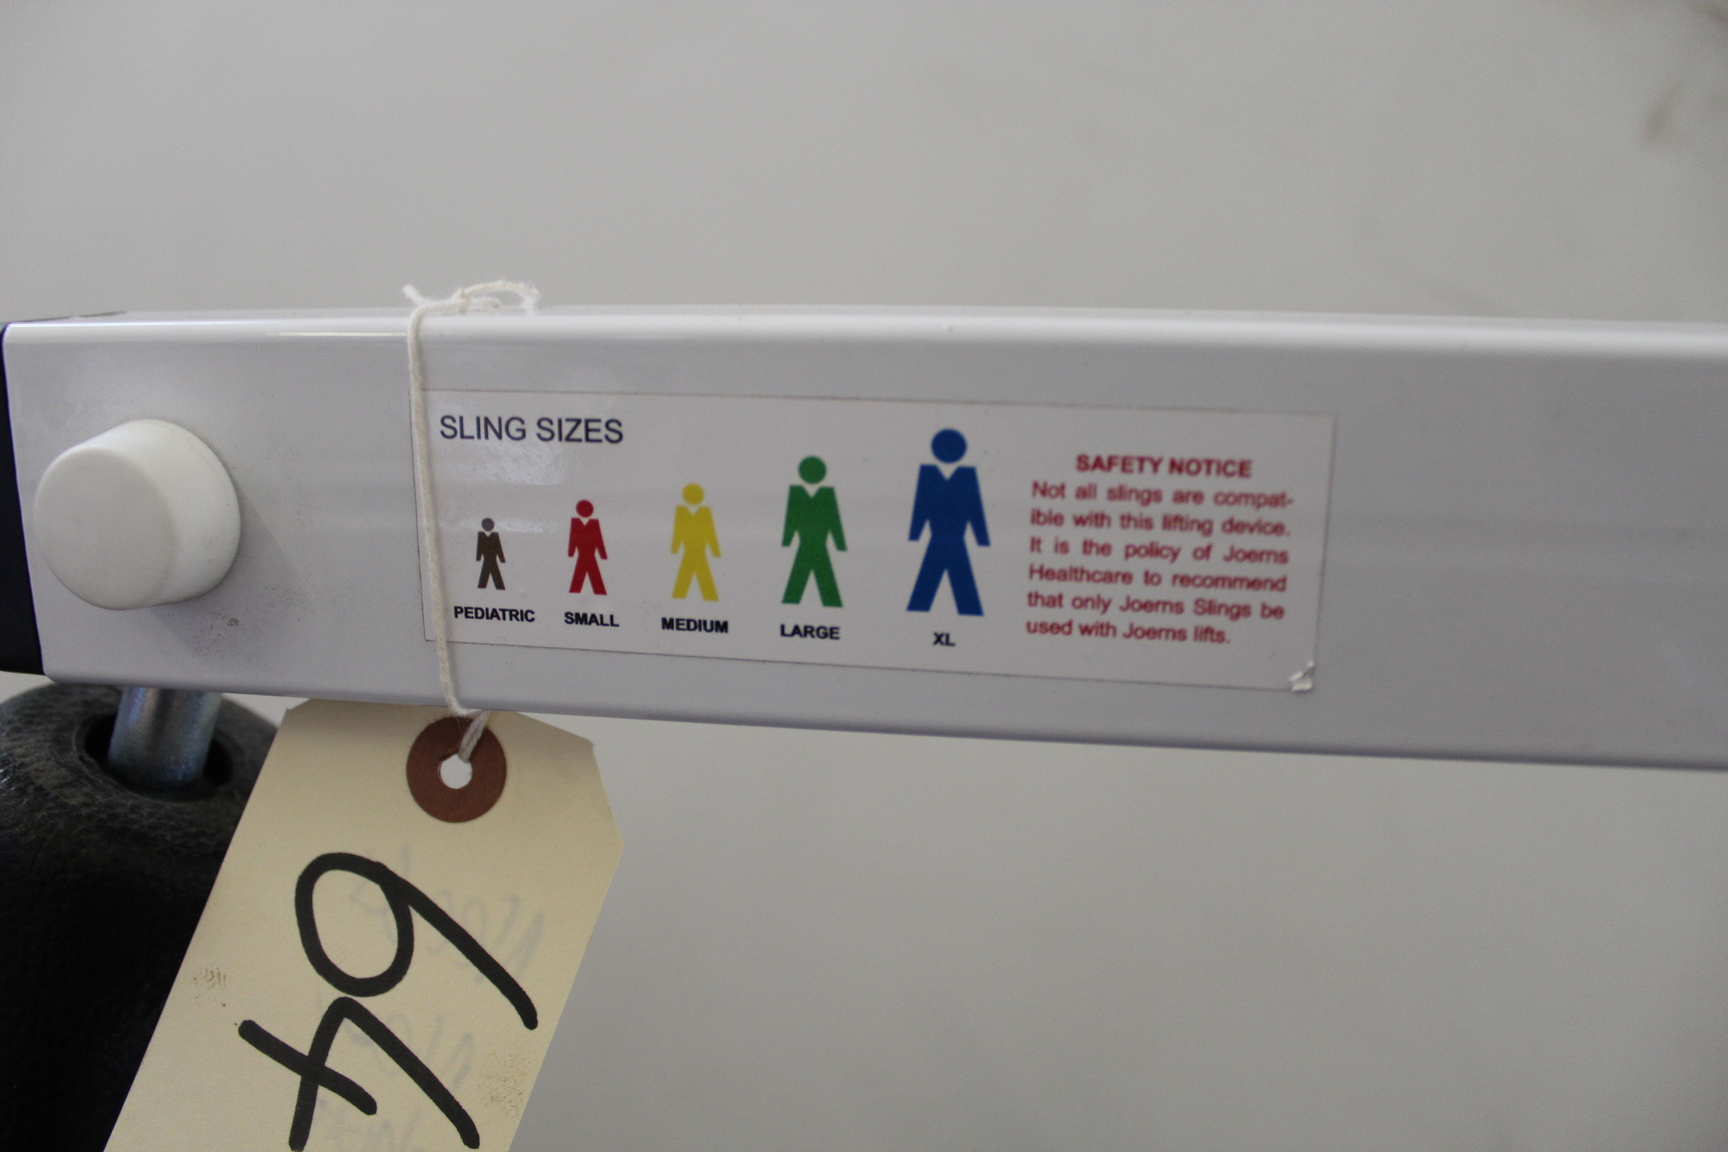 SLING SIZES
PEDIATRIC
SMALL
MEDIUM
LARGE
XL
SAFETY NOTICE
Not all slings are compat-
ible with this lifting device.
It is the policy of Joerns
Healthcare to recommend
that only Joerns Slings be
used with Joerns lifts.
64